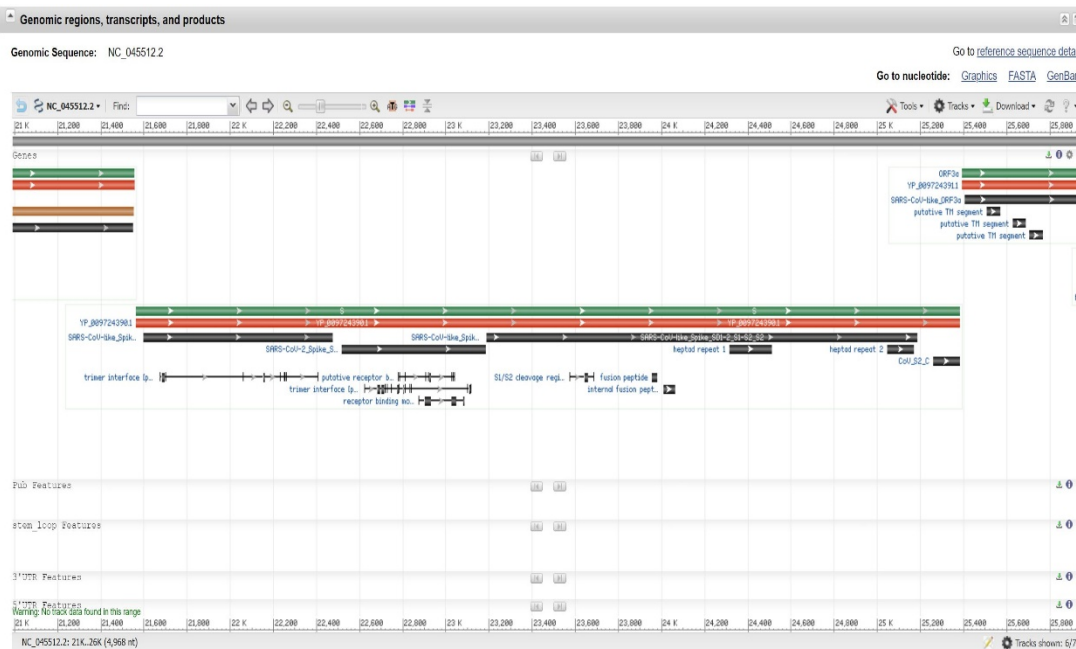 Genomic regions, transcripts, and products
Genomic Sequence: NC_045512.2
Go to reference sequence deta
Go to nucleotide: Graphics FASTA GenBan
NC_045512.2 Find: Tools Tracks Download ?
21 K 21,200 21,400 21,600 21,800 22 K 22,200 22,400 22,600 22,800 23 K 23,200 23,400 23,600 23,800 24 K 24,200 24,400 24,600 24,800 25 K 25,200 25,400 25,600 25,800
Genes
ORF3a
YP_009724391.1
SARS-CoV-like_ORF3a
putative TM segment
putative TM segment
putative TM segment
S S
YP_009724390.1 YP_009724390.1 YP_009724390.1
SARS-CoV-like_Spik.. SARS-CoV-like_Spik.. SARS-CoV-like_Spike_SD1-2_S1-S2_S2
SARS-CoV-2_Spike_S.. heptad repeat 1 heptad repeat 2
CoV_S2_C
trimer interface [p.. putative receptor b.. S1/S2 cleavage regi.. fusion peptide
trimer interface [p.. internal fusion pept..
receptor binding mo..
Pub Features
stem_loop Features
3'UTR Features
5'UTR Features
Warning: No track data found in this range
21 K 21,200 21,400 21,600 21,800 22 K 22,200 22,400 22,600 22,800 23 K 23,200 23,400 23,600 23,800 24 K 24,200 24,400 24,600 24,800 25 K 25,200 25,400 25,600 25,800
NC_045512.2: 21K..26K (4,968 nt) Tracks shown: 6/7